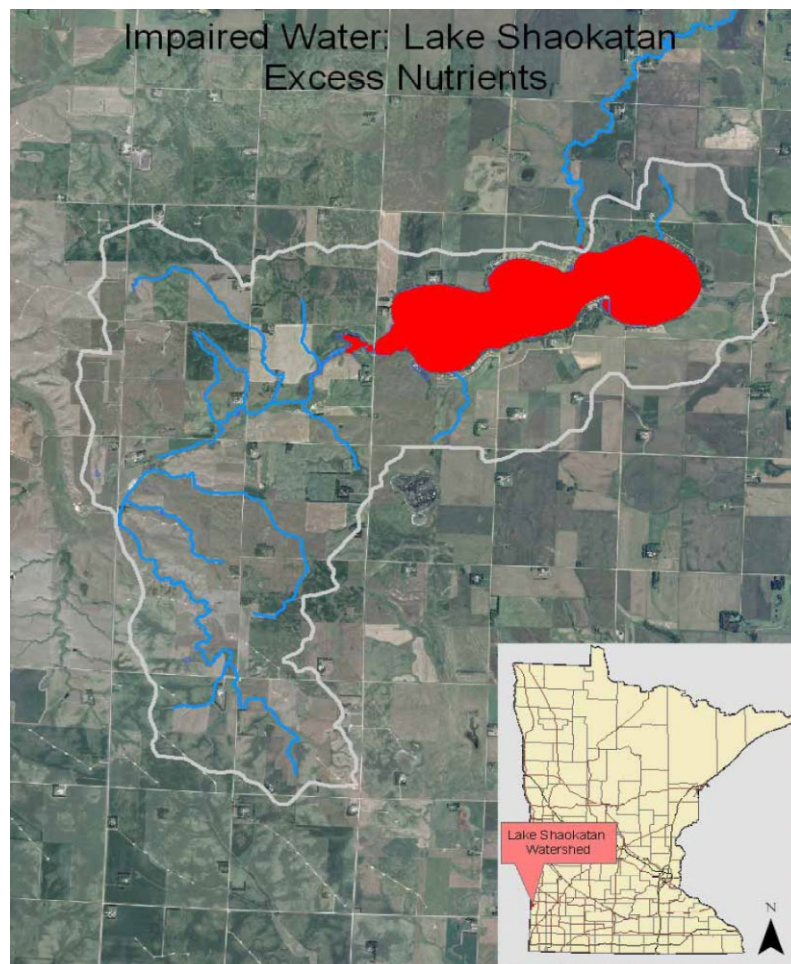 Impaired Water: Lake Shaokatan
Excess Nutrients
Lake Shaokatan
Watershed
N